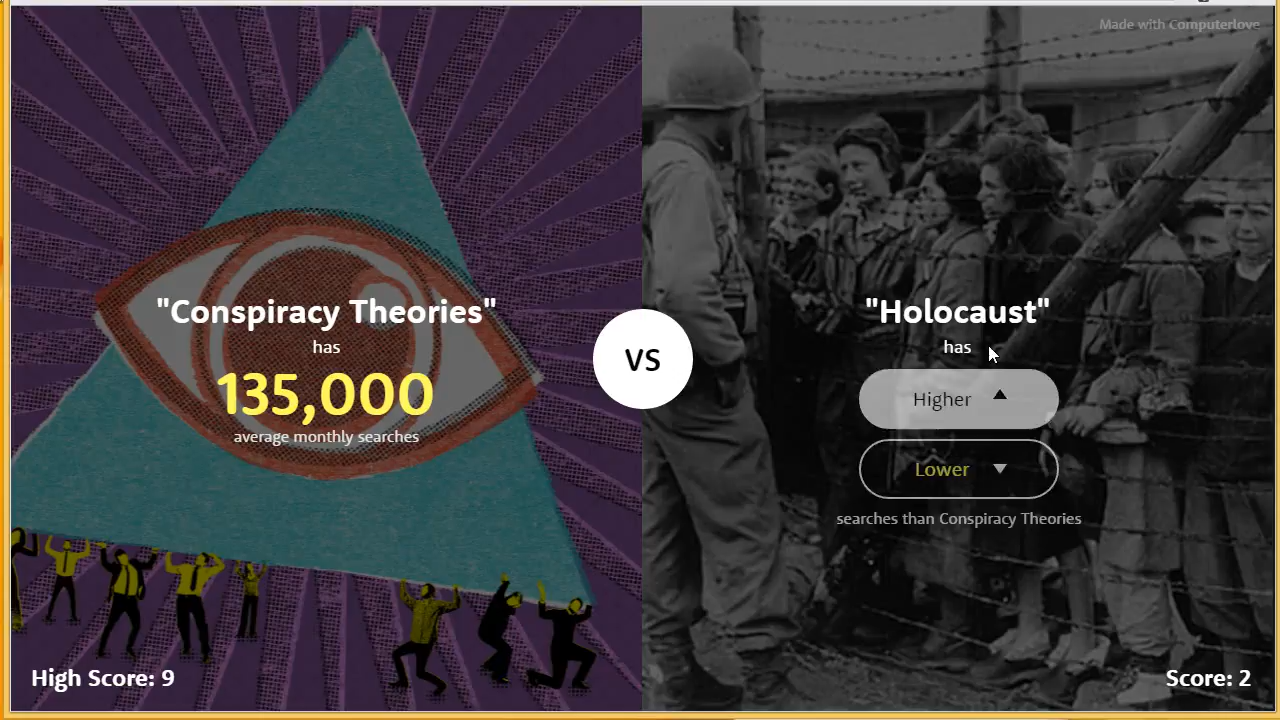 Made with Computerlove
"Conspiracy Theories"
has
135,000
average monthly searches
VS
"Holocaust"
has
Higher
Lower
searches than Conspiracy Theories
High Score: 9
Score: 2